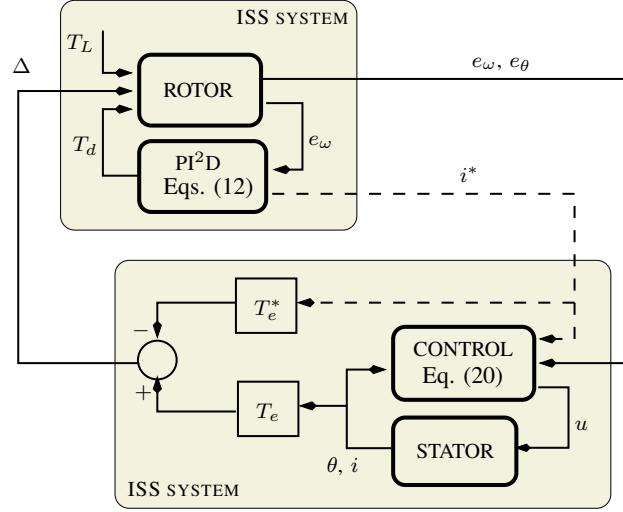 ISS SYSTEM
T_L
Δ
e_ω, e_θ
ROTOR
T_d
e_ω
PI²D
Eqs. (12)
i*
T_e^*
−
CONTROL
Eq. (20)
+
T_e
u
STATOR
θ, i
ISS SYSTEM